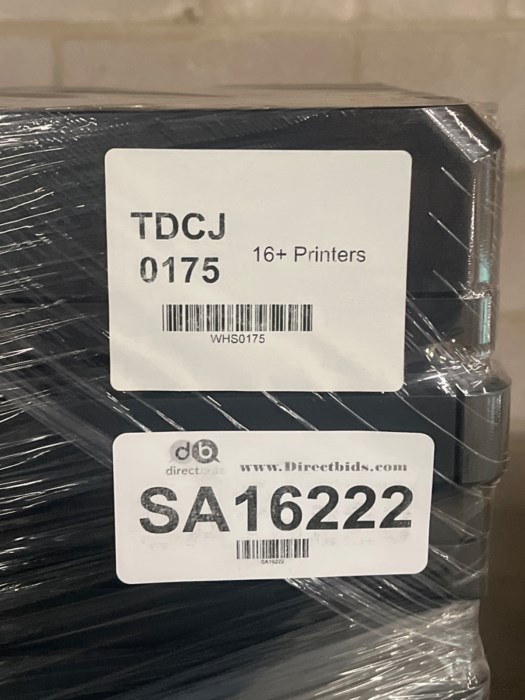 TDCJ
0175
16+ Printers
WHS0175
db
directbids
www.Directbids.com
SA16222
SA16222